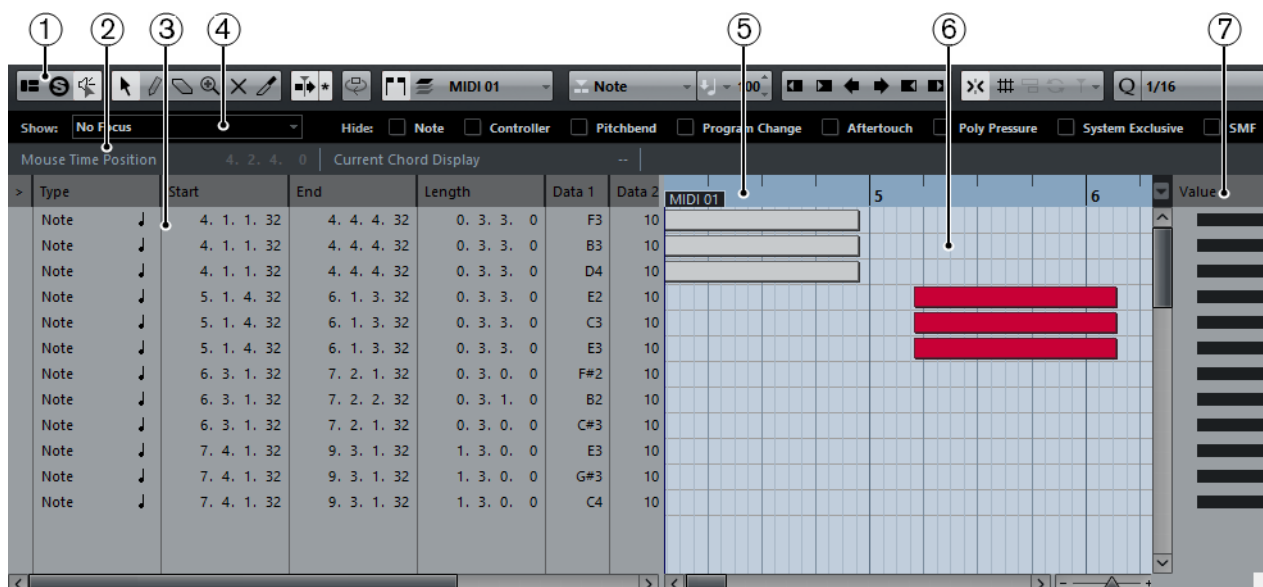 1 2 3 4 5 6 7
S MIDI 01 Note 100 Q 1/16
Show: No Focus Hide: Note Controller Pitchbend Program Change Aftertouch Poly Pressure System Exclusive SMF
Mouse Time Position 4. 2. 4. 0 Current Chord Display --
> Type Start End Length Data 1 Data 2 MIDI 01 5 6 Value
Note 4. 1. 1. 32 4. 4. 4. 32 0. 3. 3. 0 F3 10
Note 4. 1. 1. 32 4. 4. 4. 32 0. 3. 3. 0 B3 10
Note 4. 1. 1. 32 4. 4. 4. 32 0. 3. 3. 0 D4 10
Note 5. 1. 4. 32 6. 1. 3. 32 0. 3. 3. 0 E2 10
Note 5. 1. 4. 32 6. 1. 3. 32 0. 3. 3. 0 C3 10
Note 5. 1. 4. 32 6. 1. 3. 32 0. 3. 3. 0 E3 10
Note 6. 3. 1. 32 7. 2. 1. 32 0. 3. 0. 0 F#2 10
Note 6. 3. 1. 32 7. 2. 2. 32 0. 3. 1. 0 B2 10
Note 6. 3. 1. 32 7. 2. 1. 32 0. 3. 0. 0 C#3 10
Note 7. 4. 1. 32 9. 3. 1. 32 1. 3. 0. 0 E3 10
Note 7. 4. 1. 32 9. 3. 1. 32 1. 3. 0. 0 G#3 10
Note 7. 4. 1. 32 9. 3. 1. 32 1. 3. 0. 0 C4 10